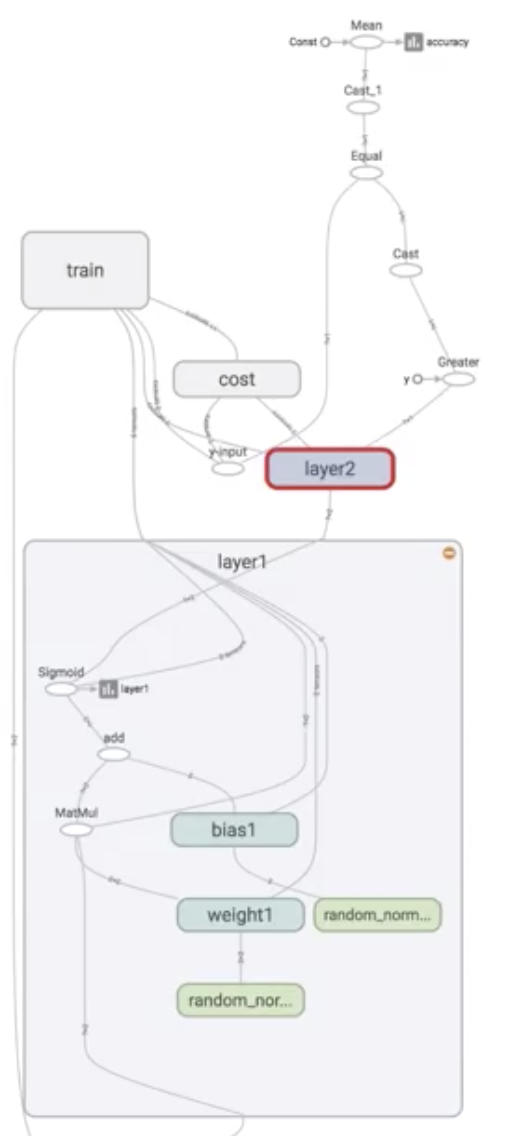 Mean
Const
accuracy
Cast_1
Equal
Cast
train
Greater
y
cost
y-input
layer2
layer1
Sigmoid
layer1
add
MatMul
bias1
weight1
random_norm...
random_nor...